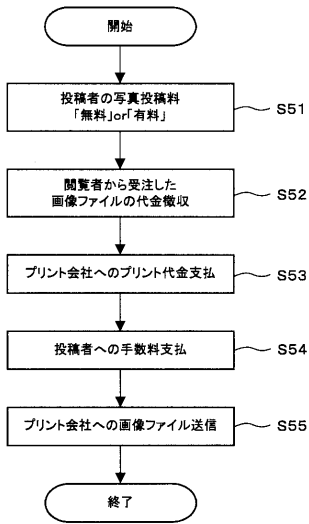 開始
投稿者の写真投稿料
「無料」or「有料」
S51
閲覧者から受注した
画像ファイルの代金徴収
S52
プリント会社へのプリント代金支払
S53
投稿者への手数料支払
S54
プリント会社への画像ファイル送信
S55
終了